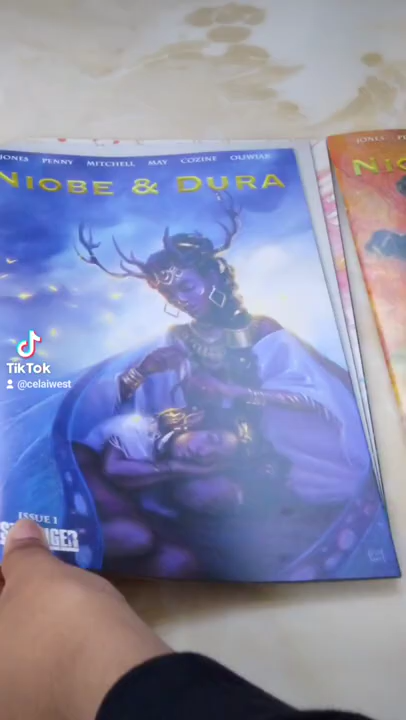 JONES PENNY MITCHELL MAY COZINE OLIWIAK
NIOBE & DURA
JONES
TikTok
@celaiwest
ISSUE 1